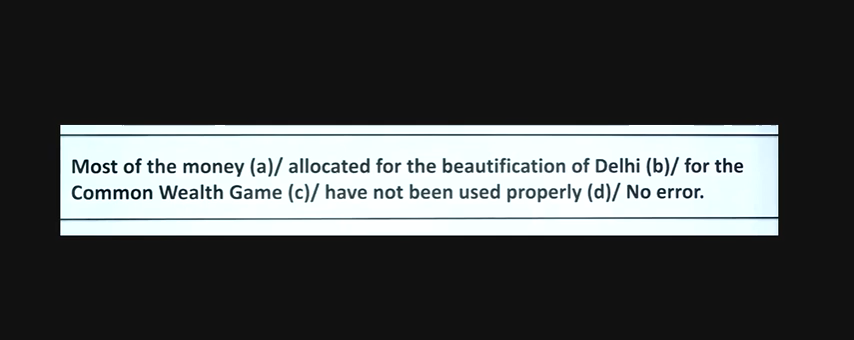 Most of the money (a)/ allocated for the beautification of Delhi (b)/ for the
Common Wealth Game (c)/ have not been used properly (d)/ No error.